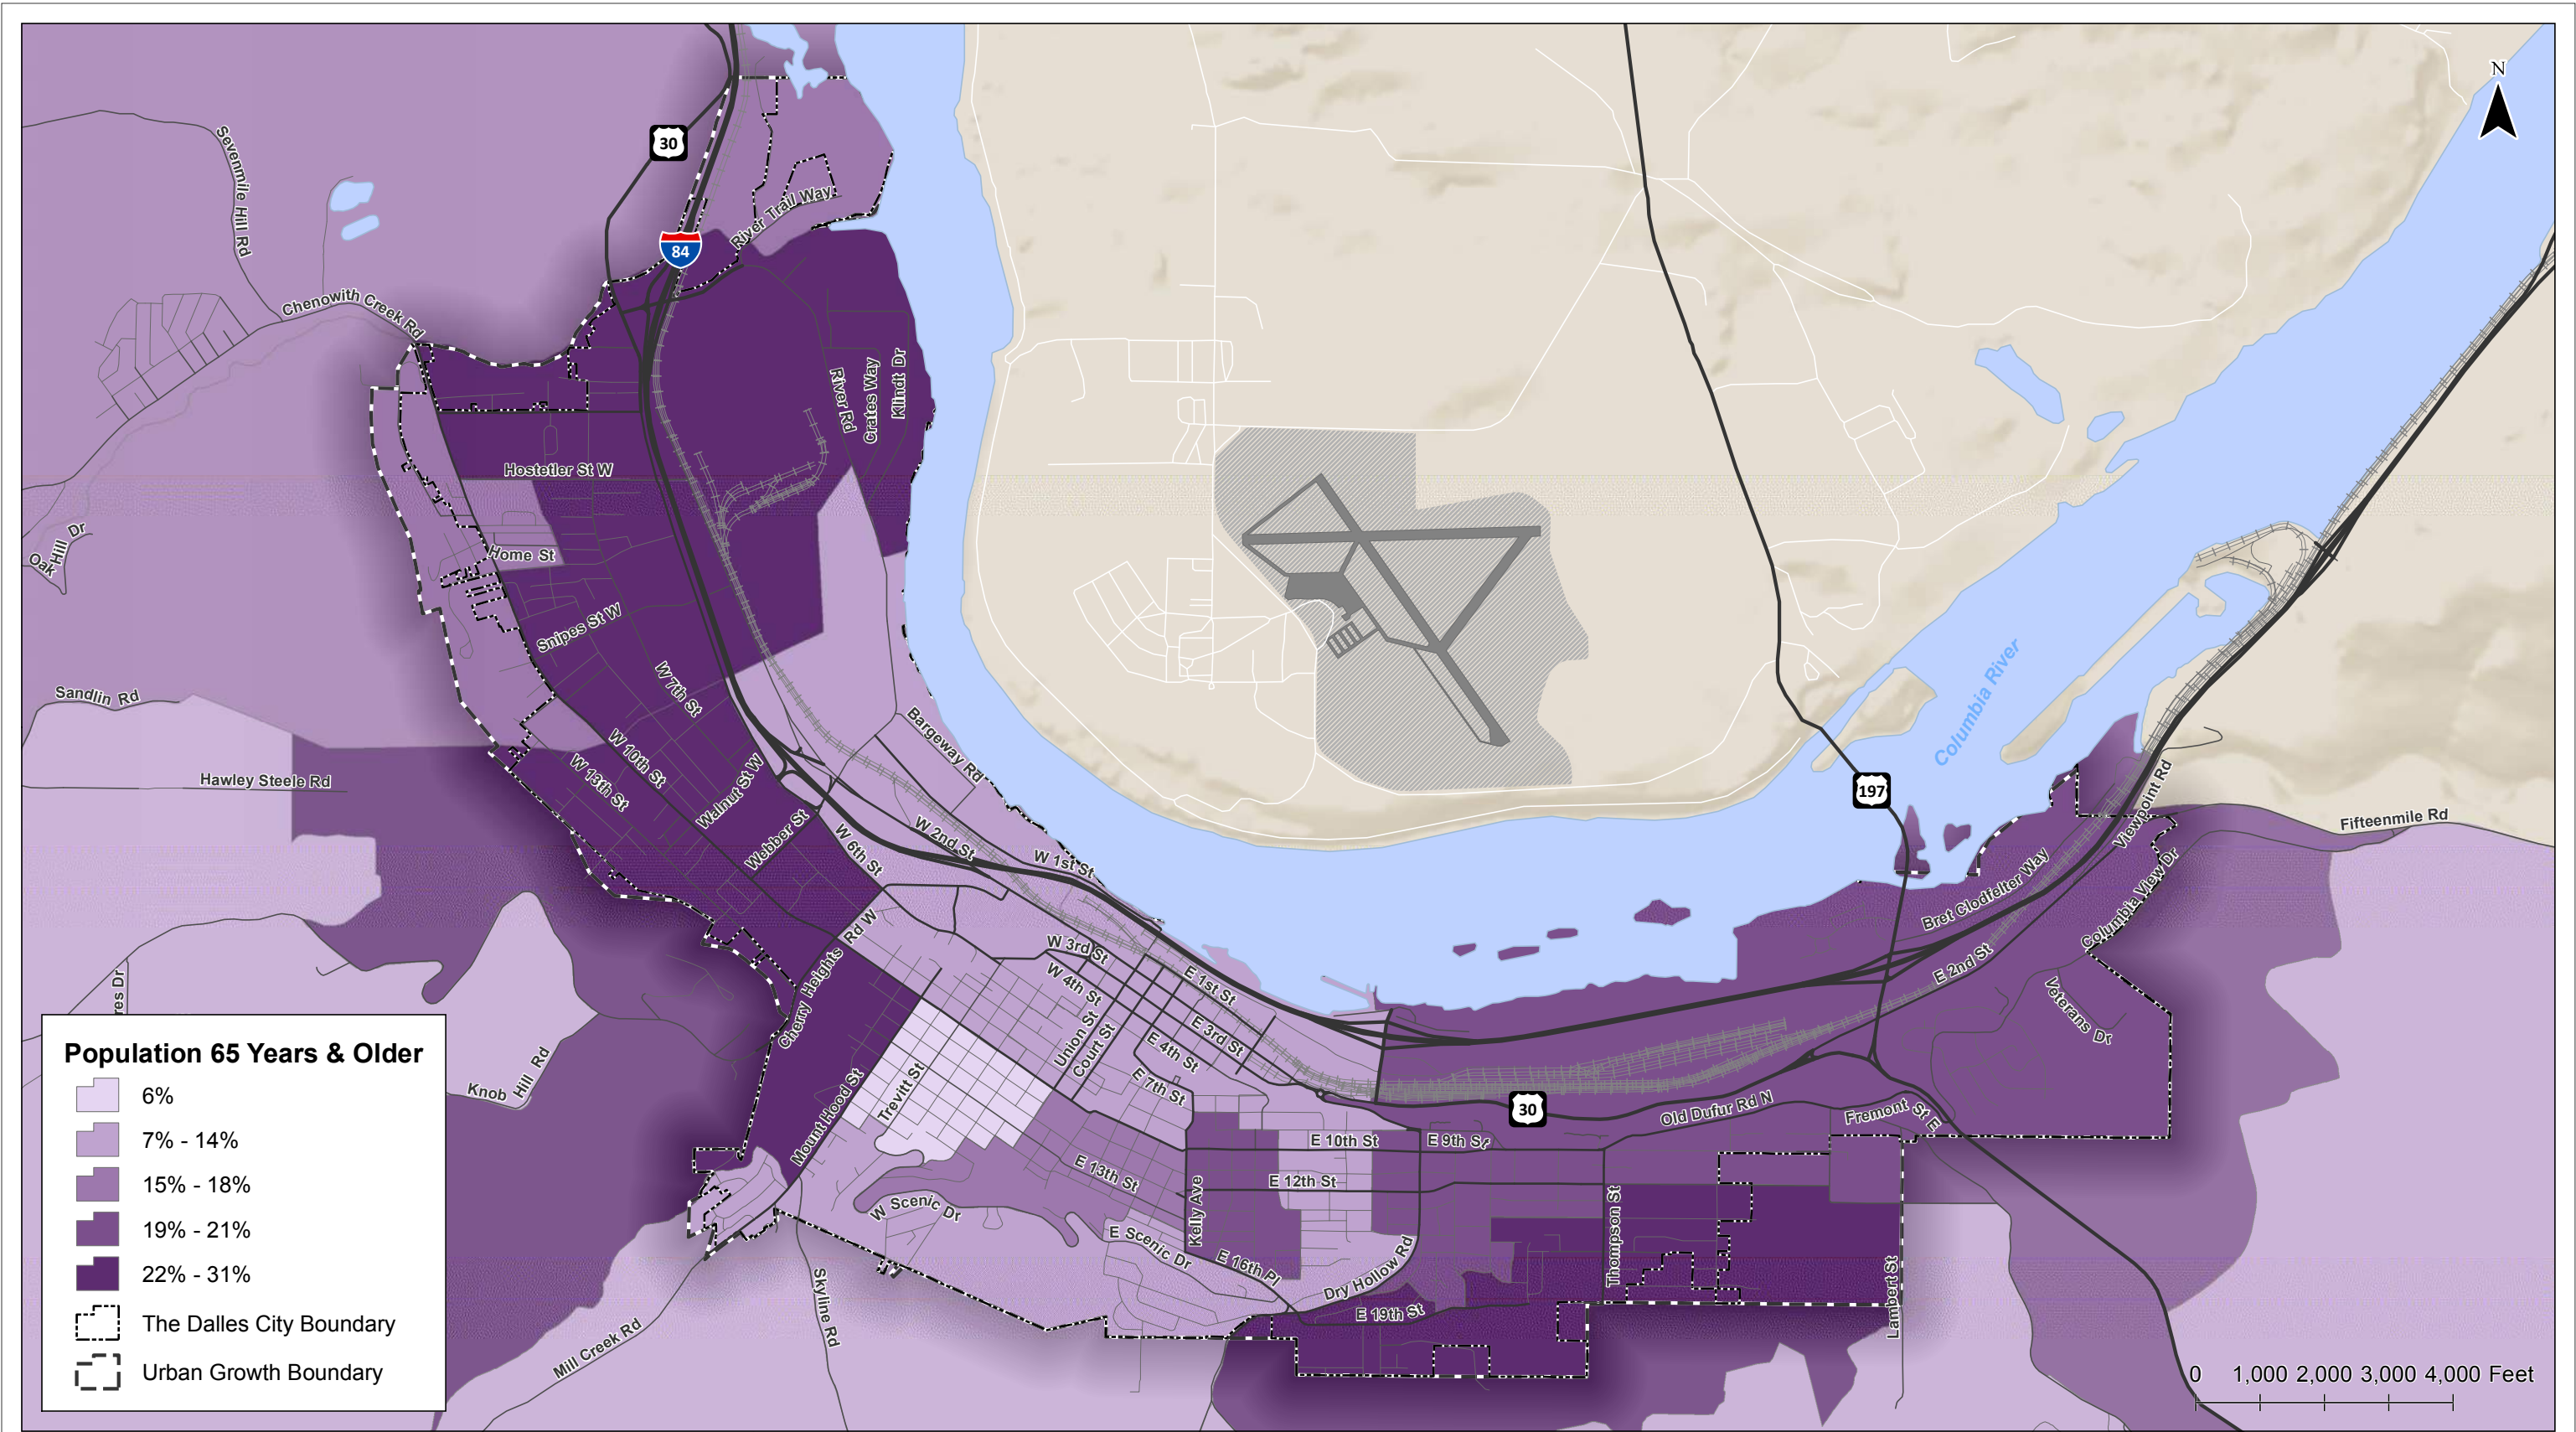 N
30
Sevenmile Hill Rd
River Trail Way
84
Chenowith Creek Rd
River Rd
Crates Way
Klindt Dr
Hostetler St W
Oak Hill Dr
Home St
Snipes St W
W 7th St
Columbia River
Sandlin Rd
Bargeway Rd
W 10th St
Hawley Steele Rd
W 13th St
Walnut St W
197
Viewpoint Rd
Fifteenmile Rd
Webber St
W 6th St
W 2nd St
W 1st St
Bret Clodfelter Way
Columbia View Dr
Cherry Heights Rd W
W 3rd St
W 4th St
E 1st St
E 2nd St
res Dr
Veterans Dr
Union St
Court St
E 3rd St
E 4th St
E 7th St
Knob Hill Rd
Mount Hood St
Trevitt St
30
Old Dufur Rd N
Fremont St E
E 10th St
E 9th St
E 13th St
E 12th St
Kelly Ave
W Scenic Dr
E Scenic Dr
E 16th Pl
Dry Hollow Rd
Thompson St
E 19th St
Lambert St
Skyline Rd
Mill Creek Rd
Population 65 Years & Older
6%
7% - 14%
15% - 18%
19% - 21%
22% - 31%
The Dalles City Boundary
Urban Growth Boundary
0 1,000 2,000 3,000 4,000 Feet